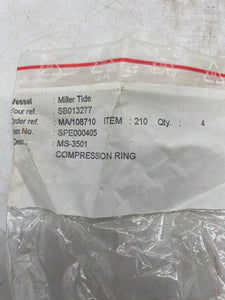 Vessel : Miller Tide
Your ref. : SB013277
Order ref. : MA/108710 ITEM : 210 Qty. : 4
Item No. : SPE000405
Desc. : MS-3501
COMPRESSION RING